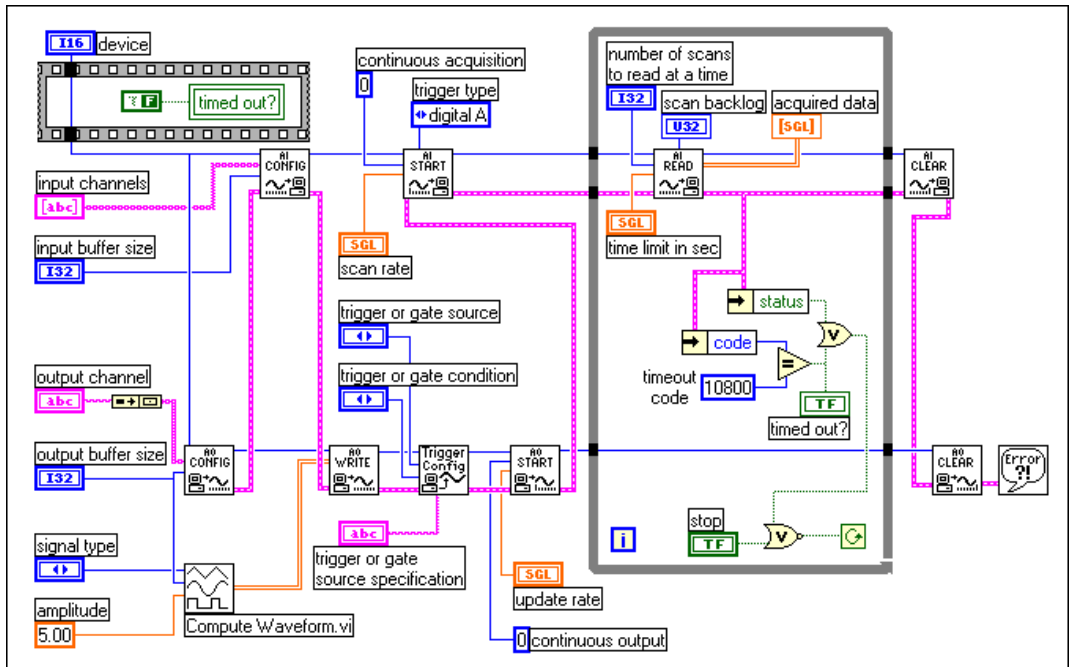 I16 device
continuous acquisition
0
trigger type
digital A
F
timed out?
number of scans
to read at a time
I32
scan backlog
U32
acquired data
[SGL]
AI
CONFIG
AI
START
AI
READ
AI
CLEAR
input channels
[abc]
input buffer size
I32
SGL
scan rate
SGL
time limit in sec
status
V
code
=
timeout
code
10800
TF
timed out?
trigger or gate source
trigger or gate condition
output channel
abc
output buffer size
I32
AO
CONFIG
AO
WRITE
Trigger
Config
AO
START
AO
CLEAR
Error
?!
signal type
abc
trigger or gate
source specification
amplitude
5.00
Compute Waveform.vi
SGL
update rate
0 continuous output
i
stop
TF
V